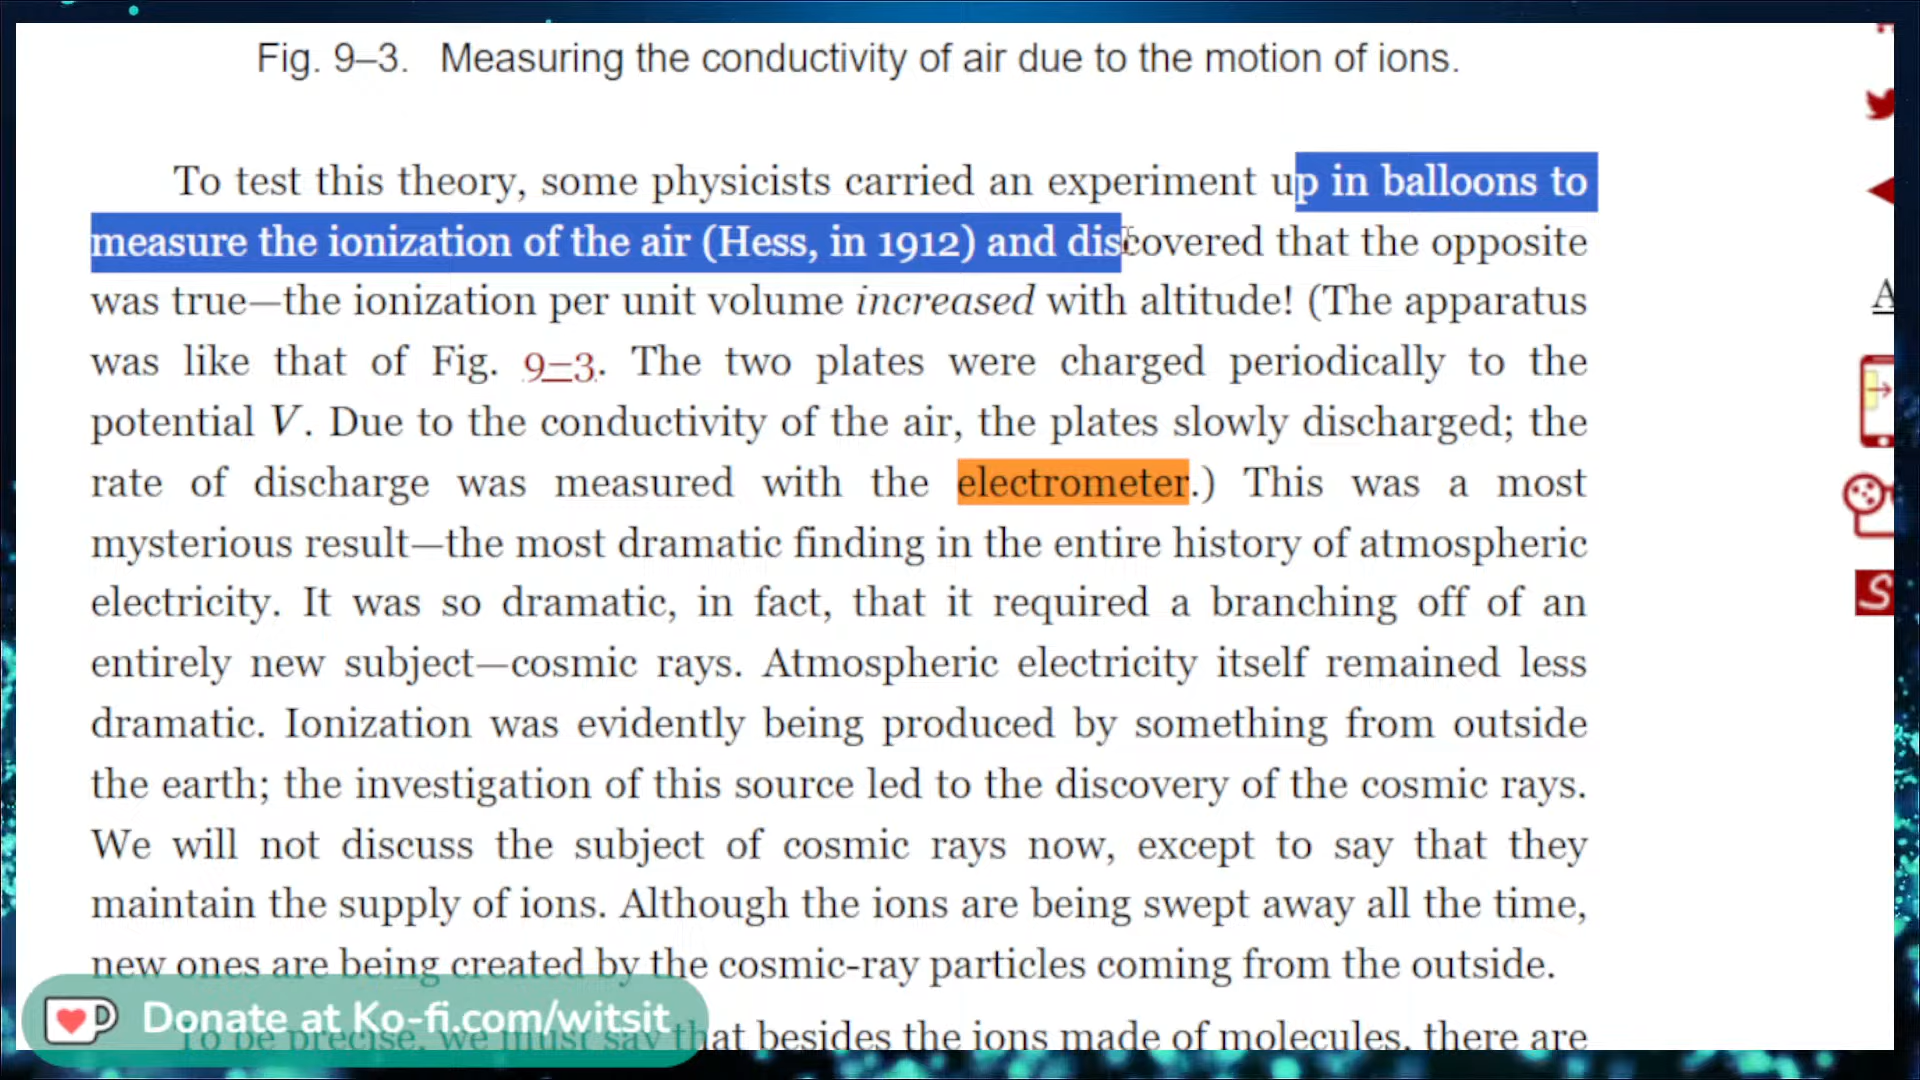 Fig. 9–3. Measuring the conductivity of air due to the motion of ions.
To test this theory, some physicists carried an experiment up in balloons to
measure the ionization of the air (Hess, in 1912) and discovered that the opposite
was true—the ionization per unit volume increased with altitude! (The apparatus
was like that of Fig. 9–3. The two plates were charged periodically to the
potential V. Due to the conductivity of the air, the plates slowly discharged; the
rate of discharge was measured with the electrometer.) This was a most
mysterious result—the most dramatic finding in the entire history of atmospheric
electricity. It was so dramatic, in fact, that it required a branching off of an
entirely new subject—cosmic rays. Atmospheric electricity itself remained less
dramatic. Ionization was evidently being produced by something from outside
the earth; the investigation of this source led to the discovery of the cosmic rays.
We will not discuss the subject of cosmic rays now, except to say that they
maintain the supply of ions. Although the ions are being swept away all the time,
new ones are being created by the cosmic-ray particles coming from the outside.
To be precise, we must say that besides the ions made of molecules, there are
Donate at Ko-fi.com/witsit
A
S